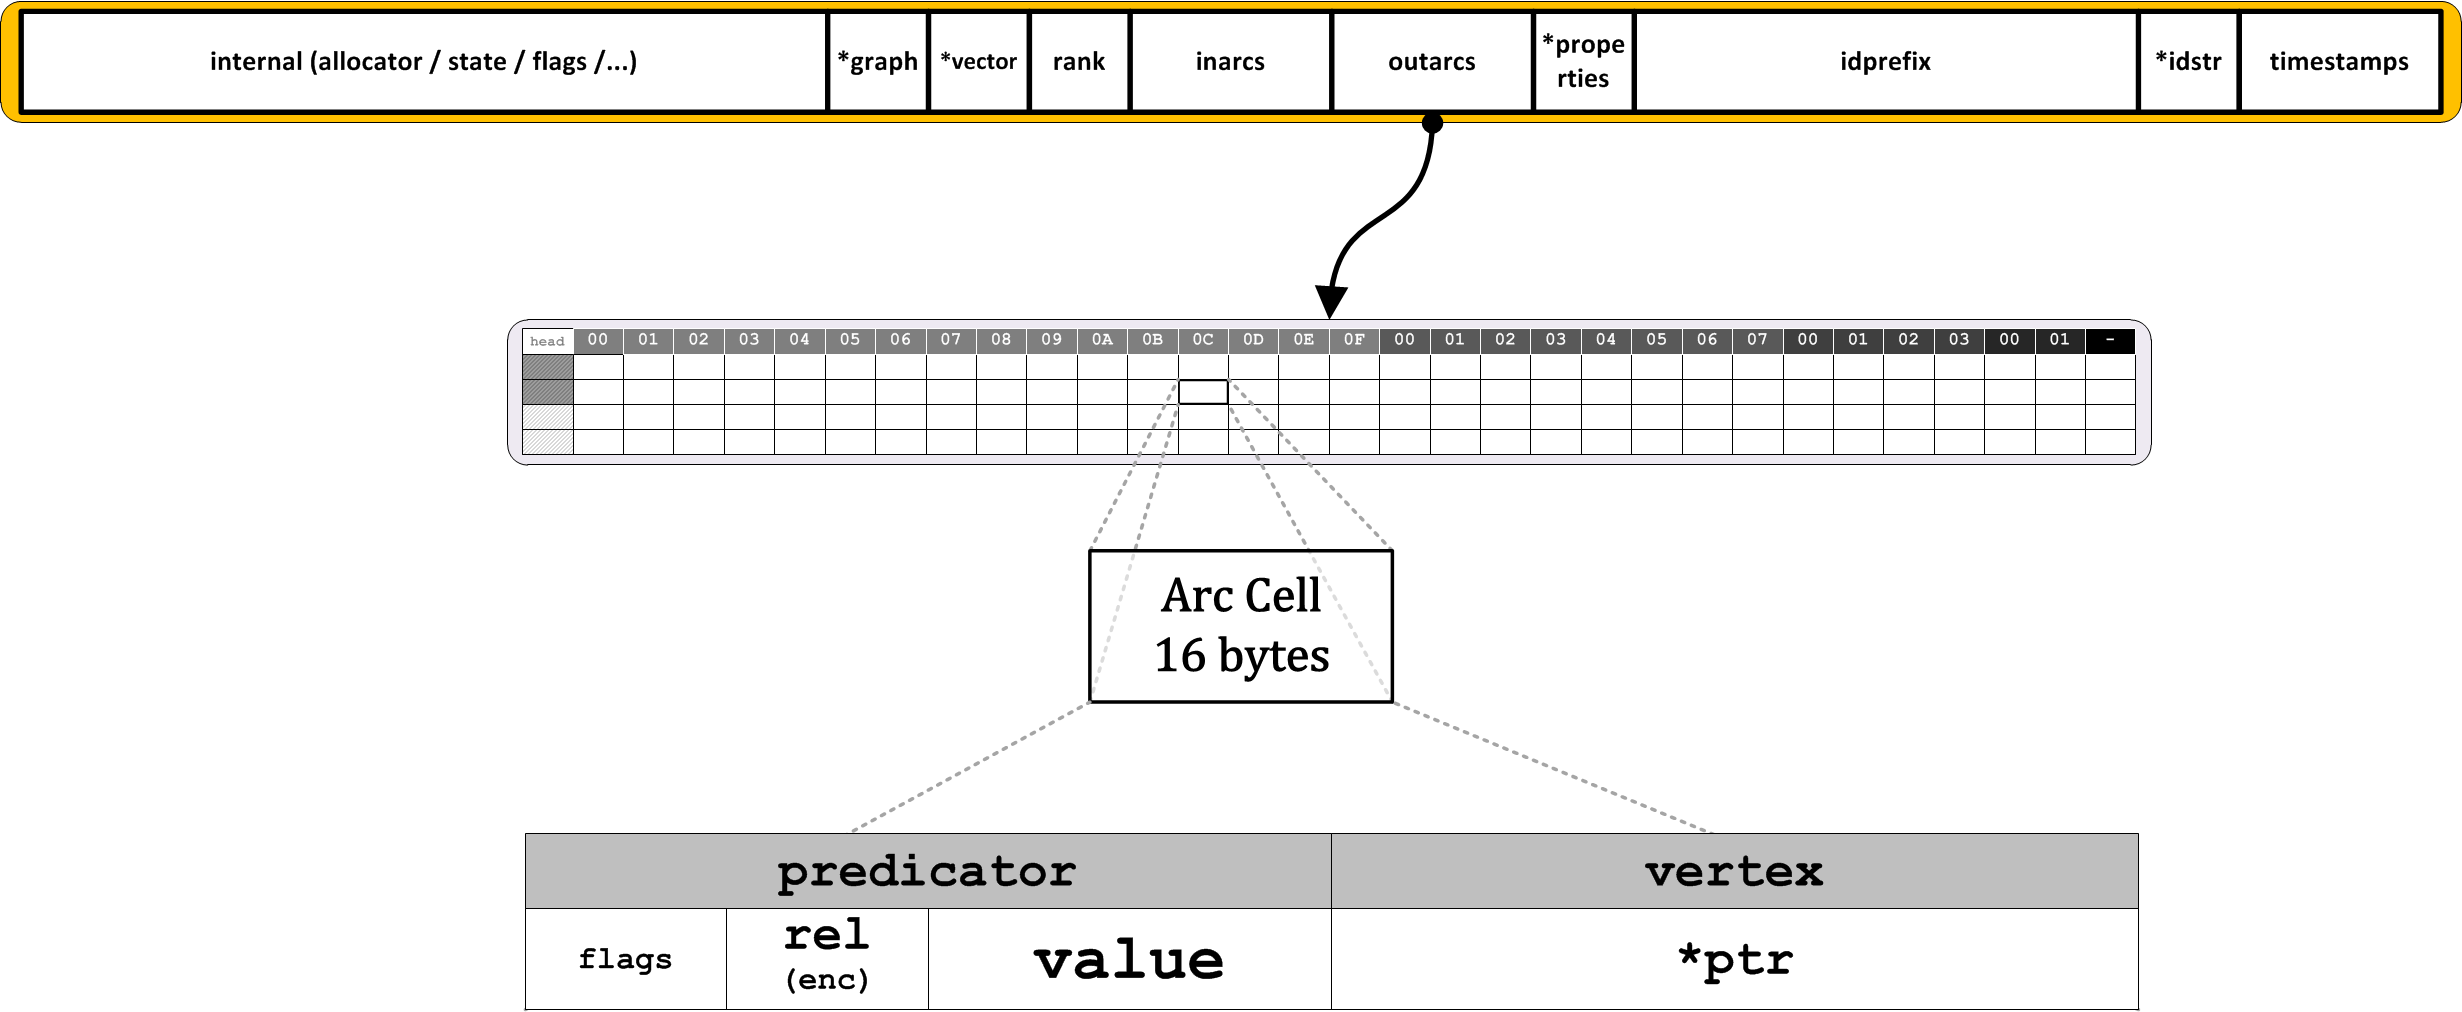 internal (allocator / state / flags /...) *graph *vector rank inarcs outarcs *prope rties idprefix *idstr timestamps
head 00 01 02 03 04 05 06 07 08 09 0A 0B 0C 0D 0E 0F 00 01 02 03 04 05 06 07 00 01 02 03 00 01 -
Arc Cell
16 bytes
predicator vertex
flags rel (enc) value *ptr